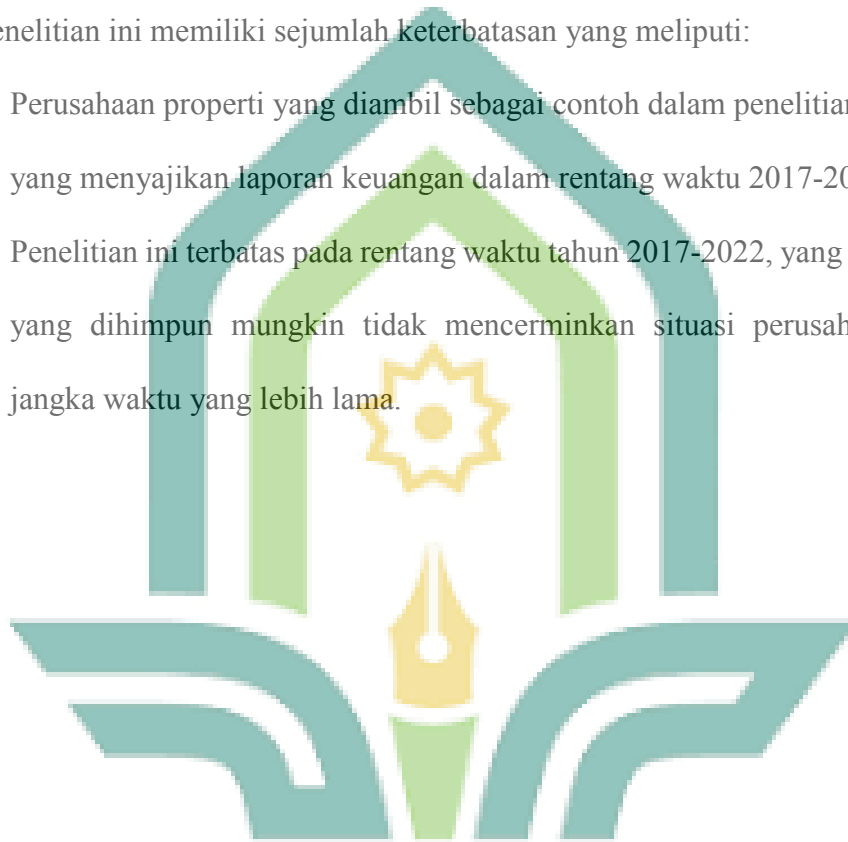 enelitian ini memiliki sejumlah keterbatasan yang meliputi:
Perusahaan properti yang diambil sebagai contoh dalam penelitian
yang menyajikan laporan keuangan dalam rentang waktu 2017-20
Penelitian ini terbatas pada rentang waktu tahun 2017-2022, yang
yang dihimpun mungkin tidak mencerminkan situasi perusah
jangka waktu yang lebih lama.